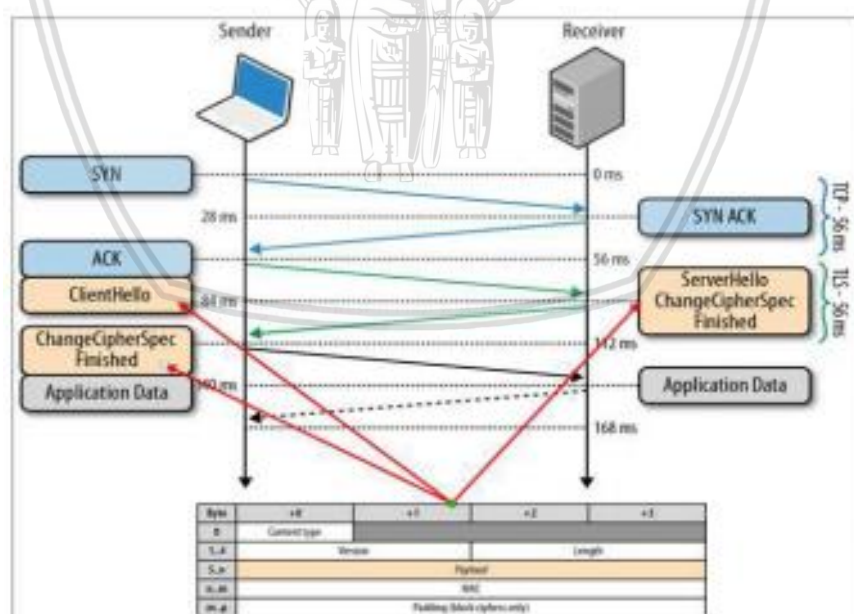 Sender
Receiver
SYN
0 ms
28 ms
SYN ACK
TCP - 56 ms
ACK
56 ms
ClientHello
84 ms
ServerHello
ChangeCipherSpec
Finished
TLS - 56 ms
ChangeCipherSpec
Finished
112 ms
Application Data
Application Data
168 ms
Byte +0 +1 +2 +3
0 Content type
1..4 Version Length
5..n Payload
n..m MAC
m..p Padding (block ciphers only)